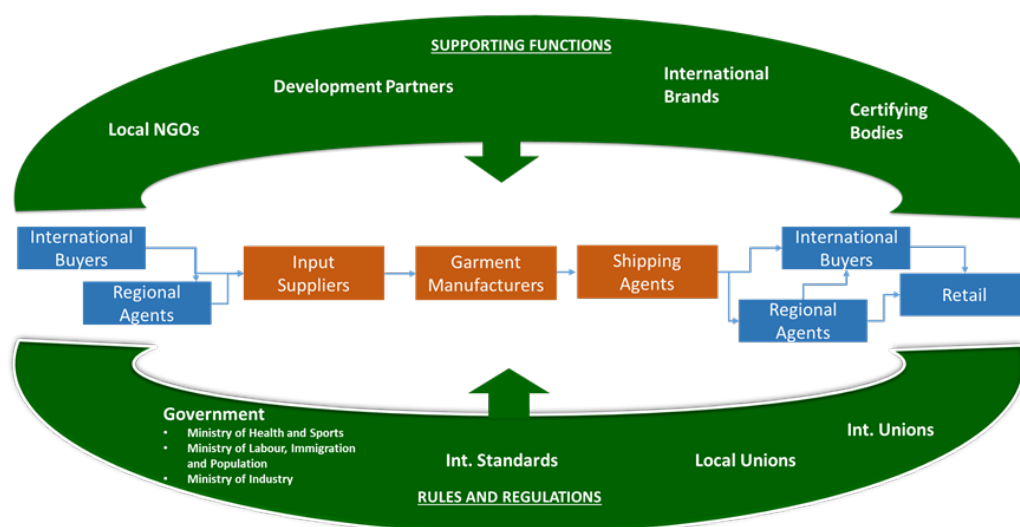 SUPPORTING FUNCTIONS
Development Partners
International
Brands
Certifying
Bodies
Local NGOs
International
Buyers
Regional
Agents
Input
Suppliers
Garment
Manufacturers
Shipping
Agents
International
Buyers
Regional
Agents
Retail
Government
• Ministry of Health and Sports
• Ministry of Labour, Immigration
and Population
• Ministry of Industry
Int. Standards
Local Unions
Int. Unions
RULES AND REGULATIONS